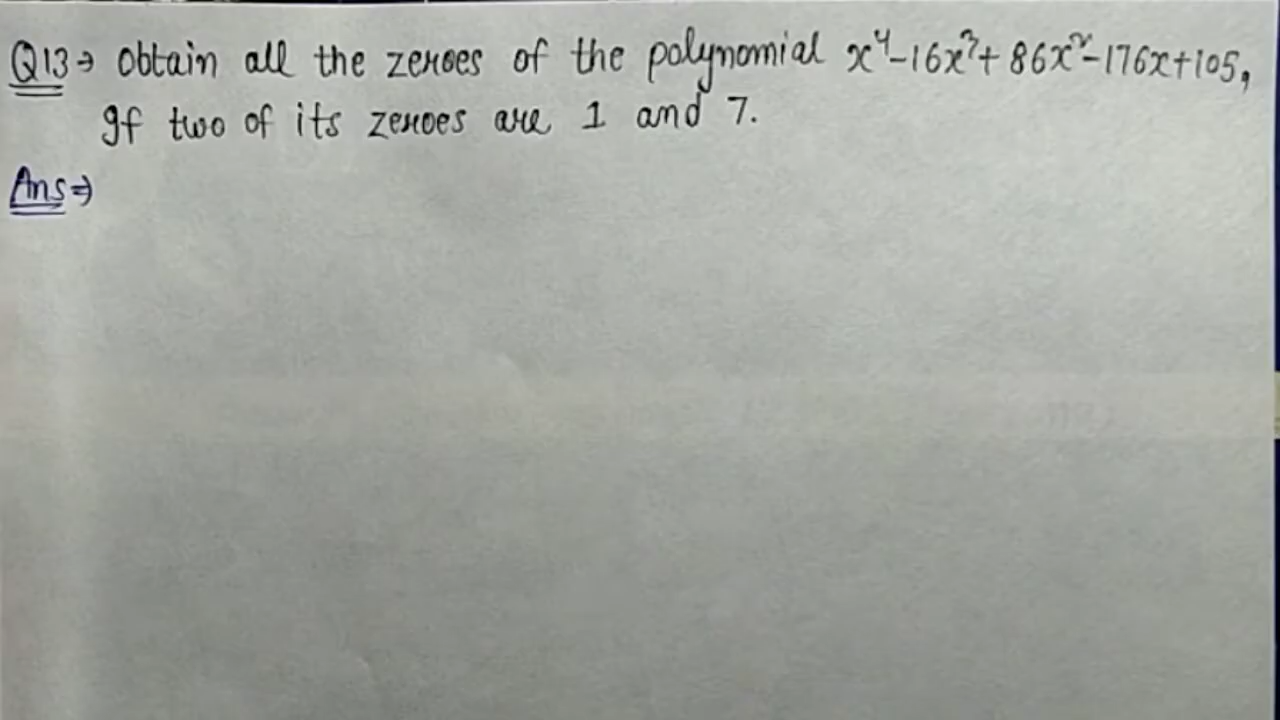 Q13⇒ Obtain all the zeroes of the polynomial x⁴-16x³+86x²-176x+105,
If two of its zeroes are 1 and 7.
Ans⇒